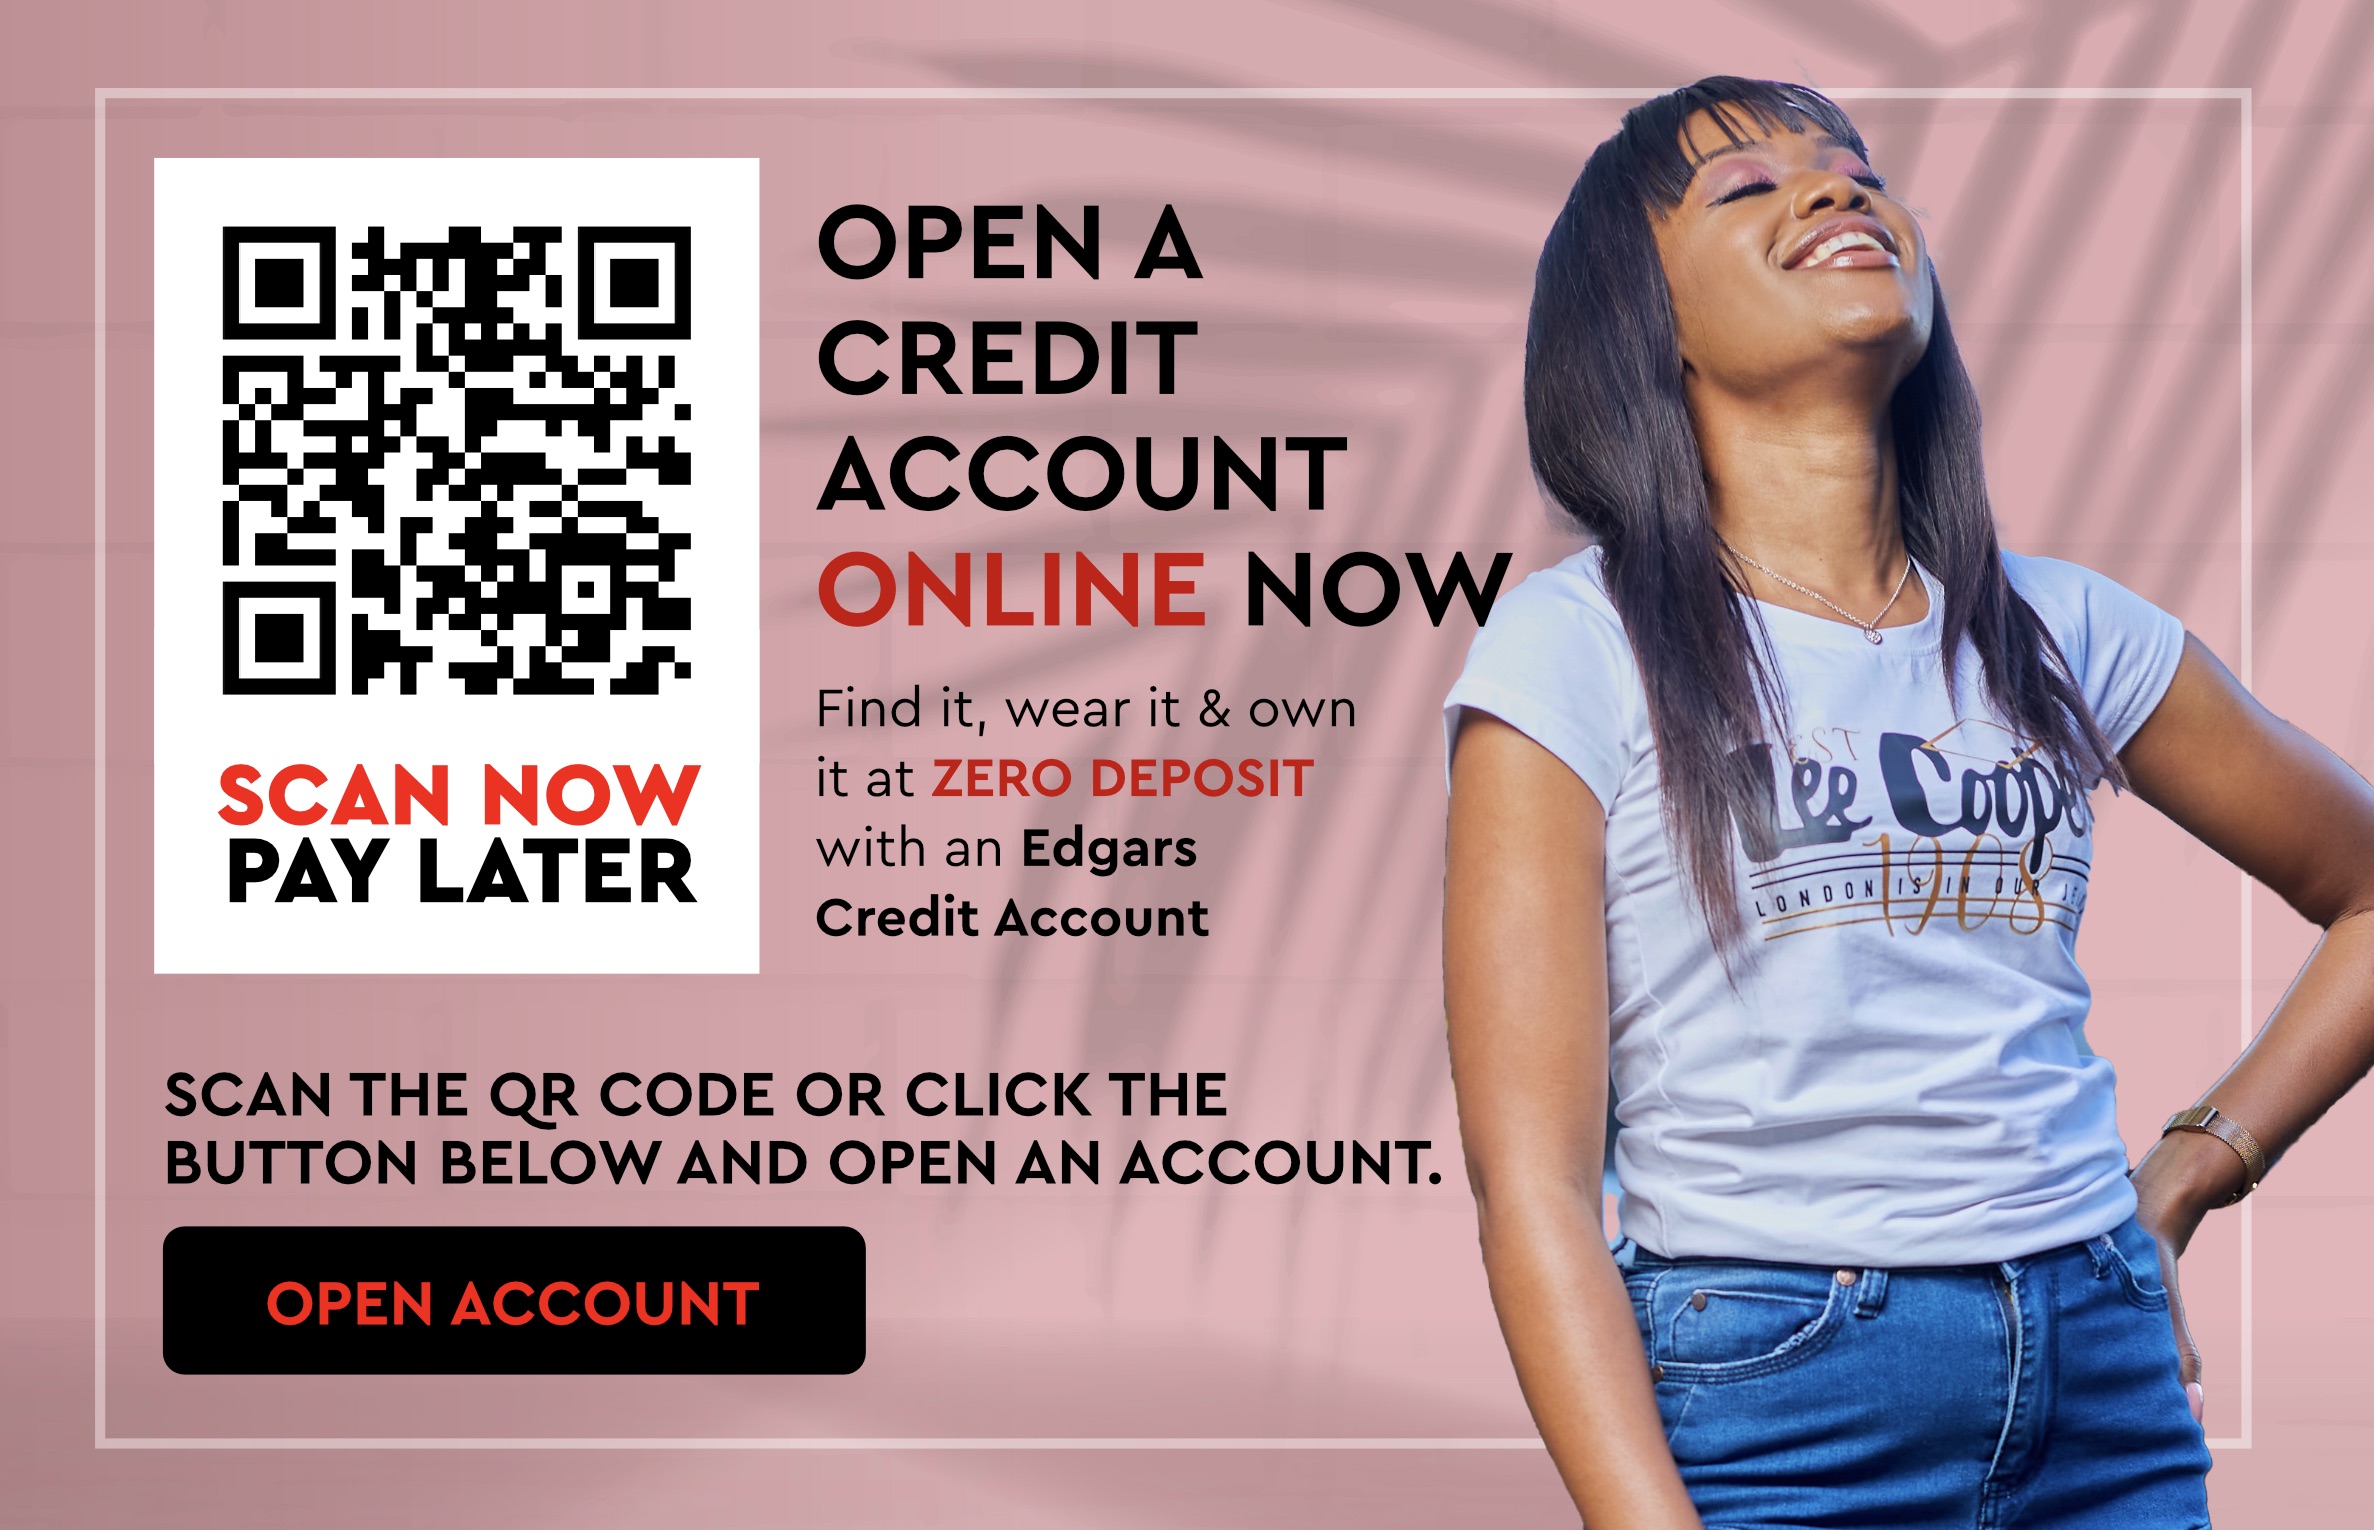 SCAN NOW
PAY LATER
OPEN A
CREDIT
ACCOUNT
ONLINE NOW
Find it, wear it & own
it at ZERO DEPOSIT
with an Edgars
Credit Account
SCAN THE QR CODE OR CLICK THE
BUTTON BELOW AND OPEN AN ACCOUNT.
OPEN ACCOUNT
Lee Coope
1908
LONDON IS IN OUR